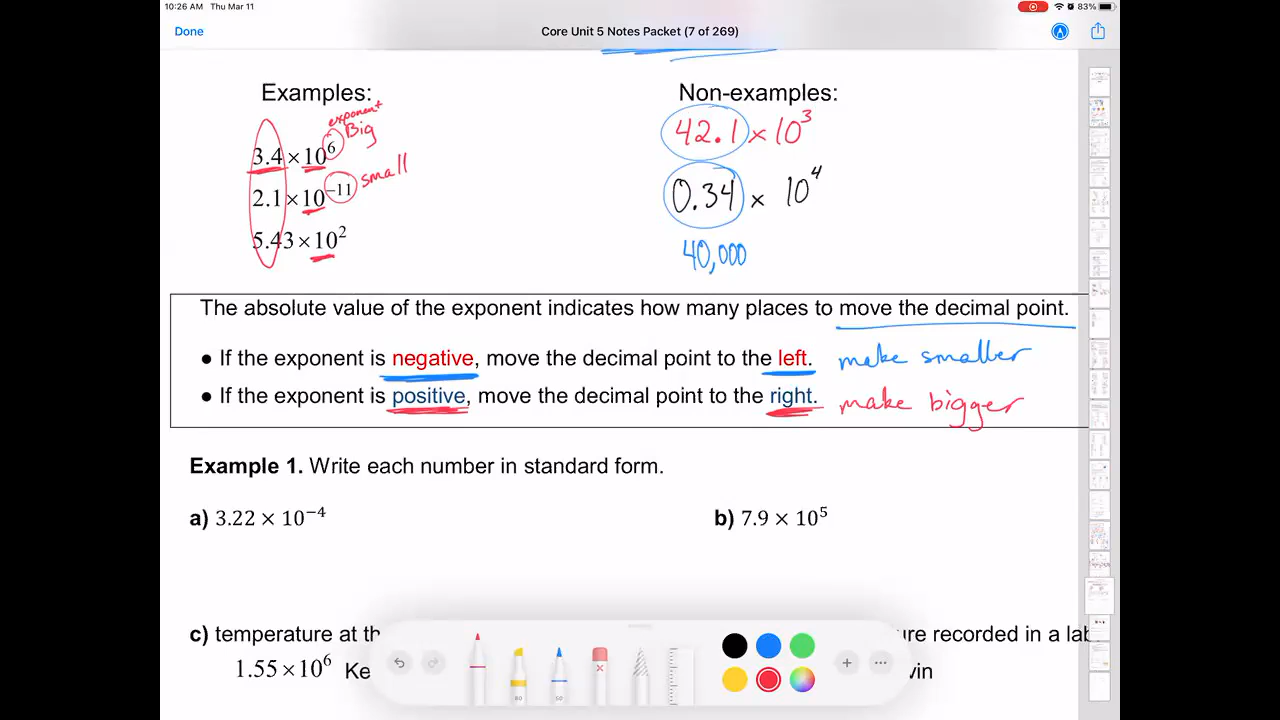 10:26 AM Thu Mar 11
83%
Done
Core Unit 5 Notes Packet (7 of 269)
Examples:
Non-examples:
exponent +
Big
3.4 × 10^6
42.1 × 10^3
small
2.1 × 10^−11
0.34 × 10^4
5.43 × 10^2
40,000
The absolute value of the exponent indicates how many places to move the decimal point.
● If the exponent is negative, move the decimal point to the left. make smaller
● If the exponent is positive, move the decimal point to the right. make bigger
Example 1. Write each number in standard form.
a) 3.22 × 10^−4
b) 7.9 × 10^5
c) temperature at th
ure recorded in a lab
1.55 × 10^6 Ke
vin
80
50